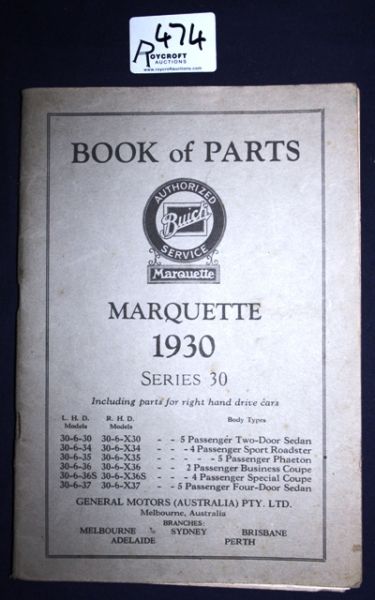 474
ROYCROFT
AUCTIONS
www.roycroftauctions.com
BOOK of PARTS
AUTHORIZED
Buick
SERVICE
Marquette
MARQUETTE
1930
SERIES 30
Including parts for right hand drive cars
L. H. D. R. H. D. Body Types
Models Models
30-6-30 30-6-X30 - - 5 Passenger Two-Door Sedan
30-6-34 30-6-X34 - - - 4 Passenger Sport Roadster
30-6-35 30-6-X35 - - - - - 5 Passenger Phaeton
30-6-36 30-6-X36 - - 2 Passenger Business Coupe
30-6-36S 30-6-X36S - - - 4 Passenger Special Coupe
30-6-37 30-6-X37 - - 5 Passenger Four-Door Sedan
GENERAL MOTORS (AUSTRALIA) PTY. LTD.
Melbourne, Australia
BRANCHES:
MELBOURNE SYDNEY BRISBANE
ADELAIDE PERTH